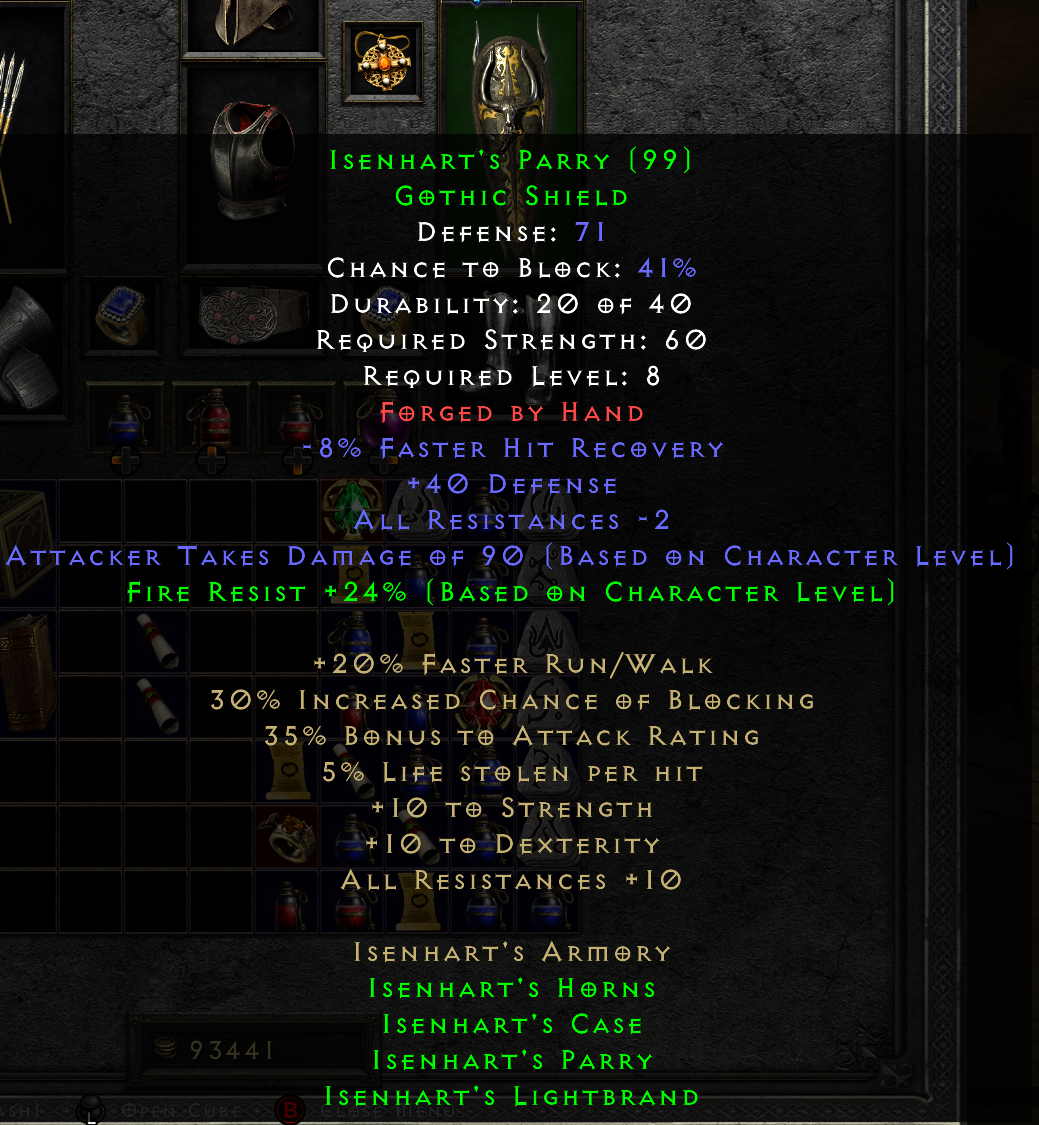 Isenhart's Parry (99)
Gothic Shield
Defense: 71
Chance to Block: 41%
Durability: 20 of 40
Required Strength: 60
Required Level: 8
Forged by Hand
-8% Faster Hit Recovery
+40 Defense
All Resistances -2
Attacker Takes Damage of 90 (Based on Character Level)
Fire Resist +24% (Based on Character Level)
+20% Faster Run/Walk
30% Increased Chance of Blocking
35% Bonus to Attack Rating
5% Life stolen per hit
+10 to Strength
+10 to Dexterity
All Resistances +10
Isenhart's Armory
Isenhart's Horns
Isenhart's Case
93441
Isenhart's Parry
Isenhart's Lightbrand
L Open Cube B Close Menu